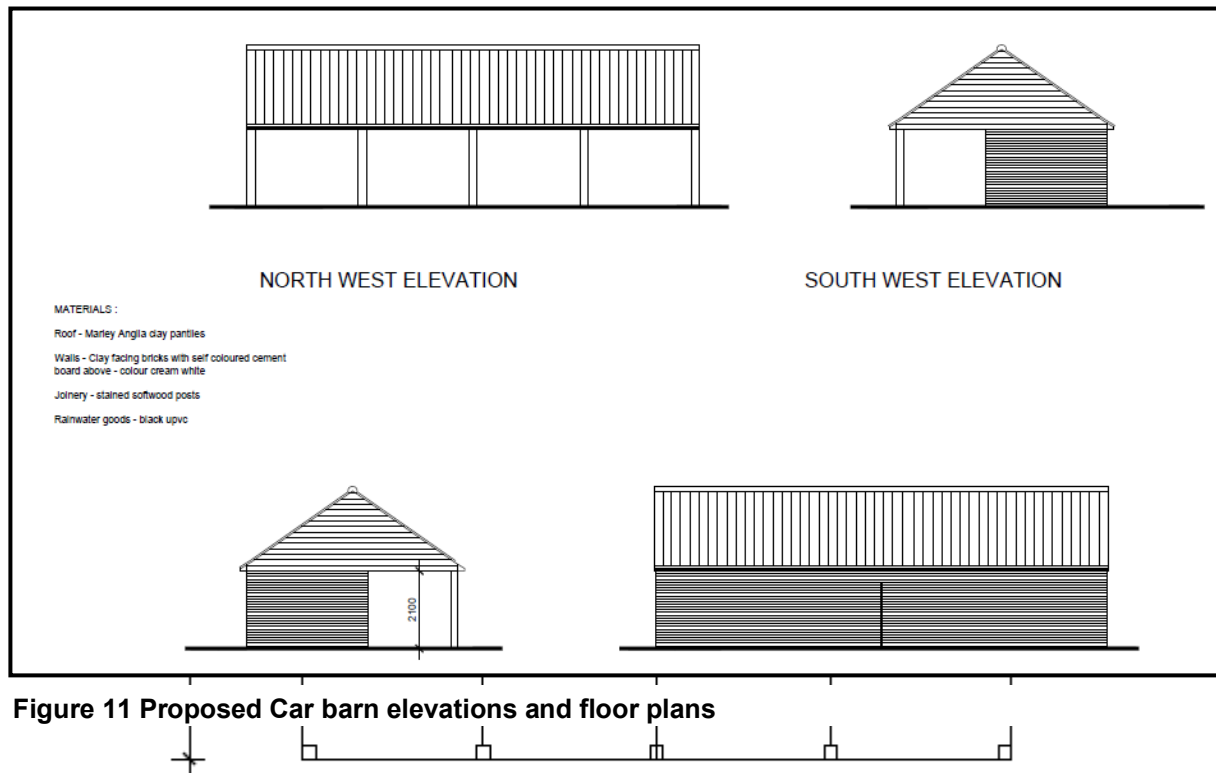 NORTH WEST ELEVATION
SOUTH WEST ELEVATION
MATERIALS :
Roof - Marley Anglia clay pantiles
Walls - Clay facing bricks with self coloured cement
board above - colour cream white
Joinery - stained softwood posts
Rainwater goods - black upvc
2100
Figure 11 Proposed Car barn elevations and floor plans